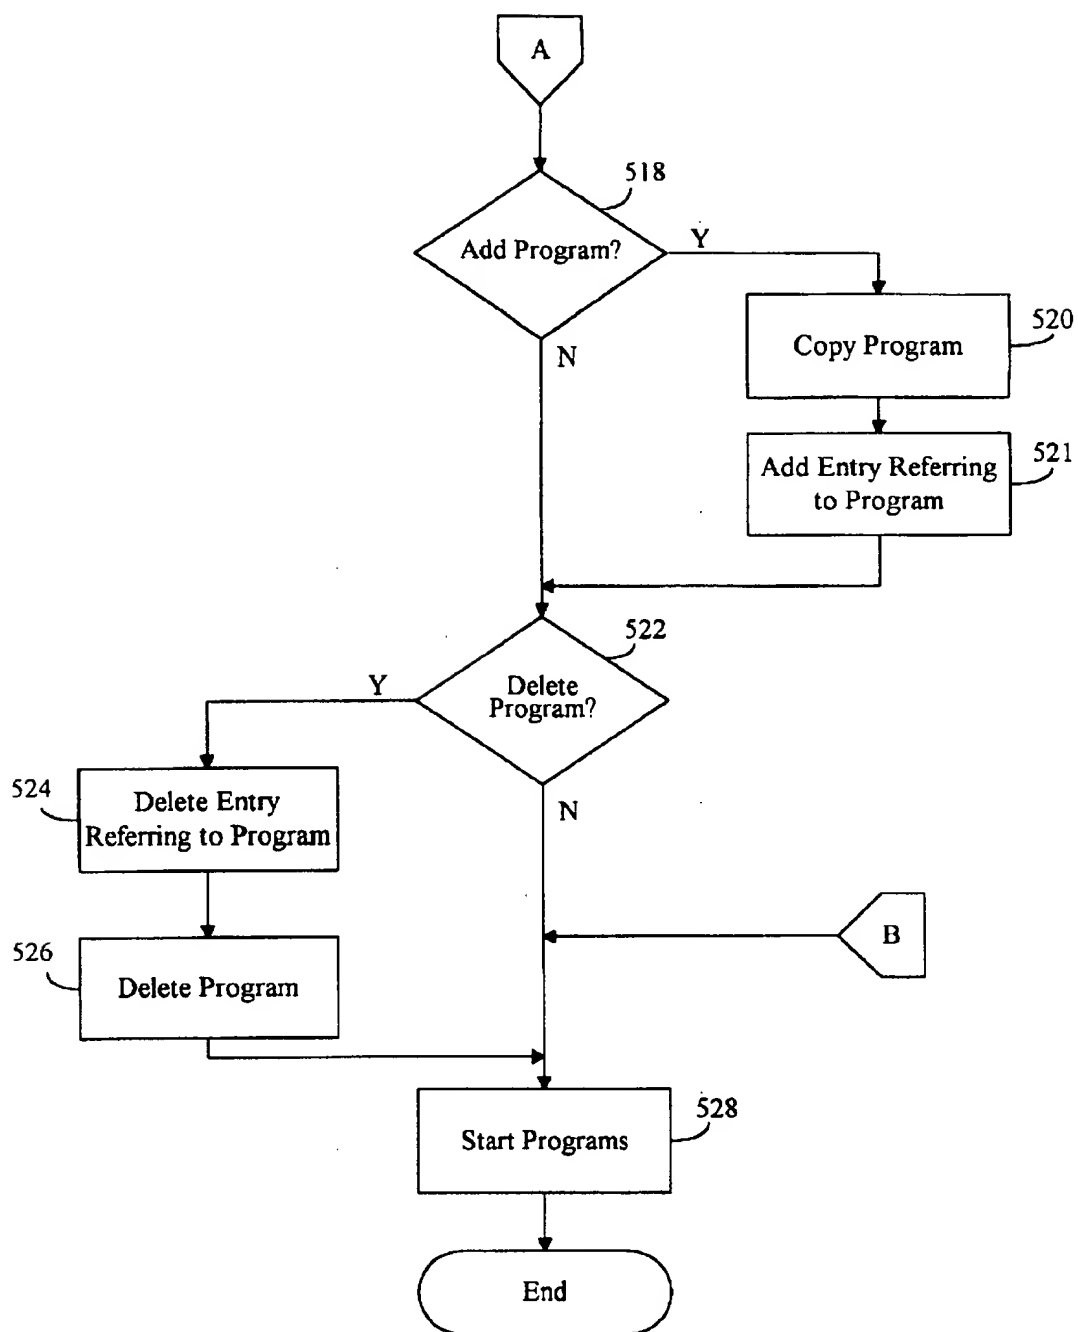 A
518
Add Program?
Y
N
520
Copy Program
521
Add Entry Referring
to Program
522
Delete
Program?
Y
N
524
Delete Entry
Referring to Program
B
526
Delete Program
528
Start Programs
End